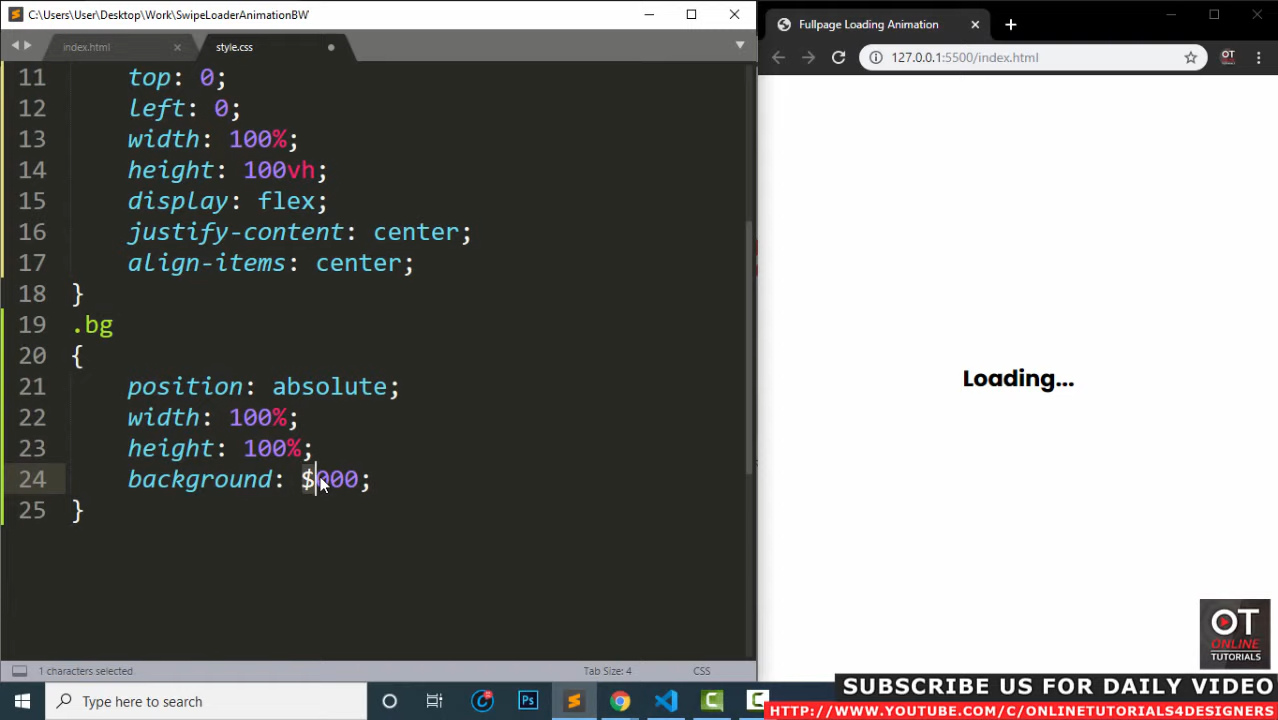 C:\Users\User\Desktop\Work\SwipeLoaderAnimationBW'
index.html
style.css
11 top: 0;
12 left: 0;
13 width: 100%;
14 height: 100vh;
15 display: flex;
16 justify-content: center;
17 align-items: center;
18 }
19 .bg
20 {
21 position: absolute;
22 width: 100%;
23 height: 100%;
24 background: $000;
25 }
1 characters selected
Tab Size: 4
CSS
Fullpage Loading Animation
127.0.0.1:5500/index.html
OT
Loading...
OT
ONLINE
TUTORIALS
Type here to search
Ps
SUBSCRIBE US FOR DAILY VIDEO
HTTP://WWW.YOUTUBE.COM/C/ONLINETUTORIALS4DESIGNERS